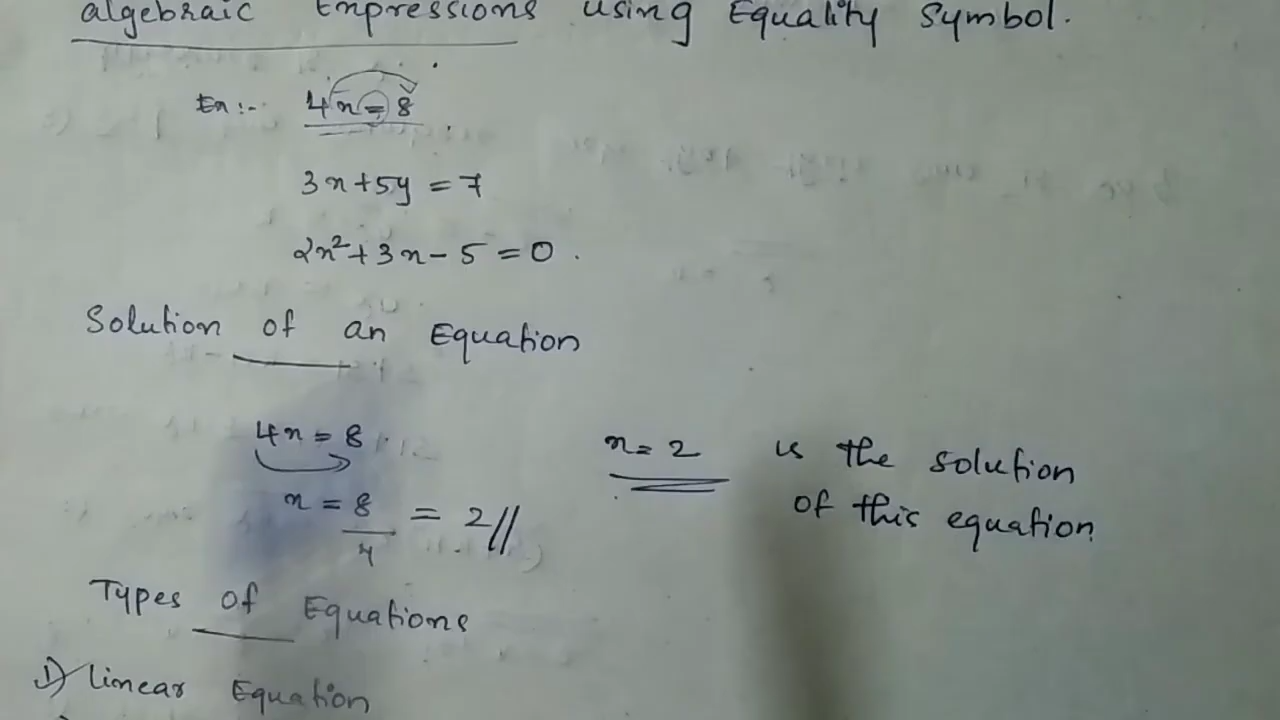 algebraic Expressions using Equality Symbol.
Ex:- 4x = 8
3x + 5y = 7
2x² + 3x - 5 = 0.
Solution of an Equation
4x = 8
x = 8/4 = 2//
x = 2 is the solution
of this equation
Types of Equations
1) linear Equation